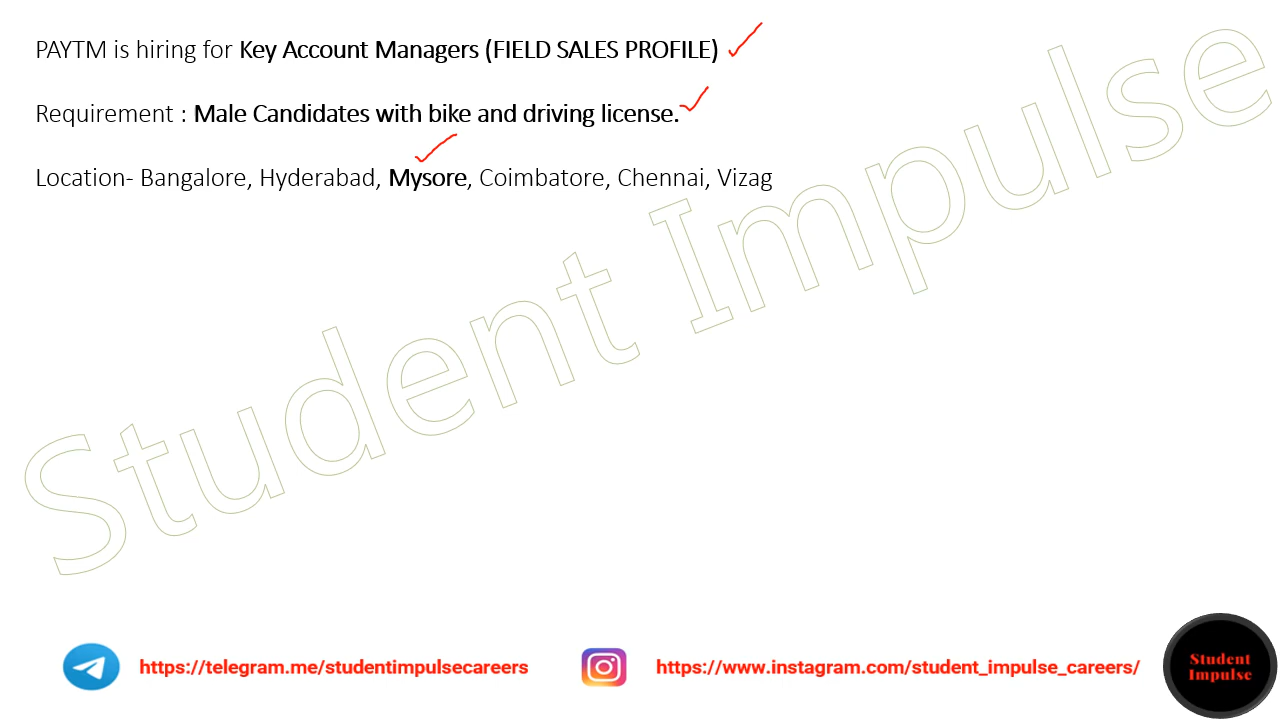 PAYTM is hiring for Key Account Managers (FIELD SALES PROFILE)
Requirement : Male Candidates with bike and driving license.
Location- Bangalore, Hyderabad, Mysore, Coimbatore, Chennai, Vizag
Student Impulse
https://telegram.me/studentimpulsecareers
https://www.instagram.com/student_impulse_careers/
Student
Impulse